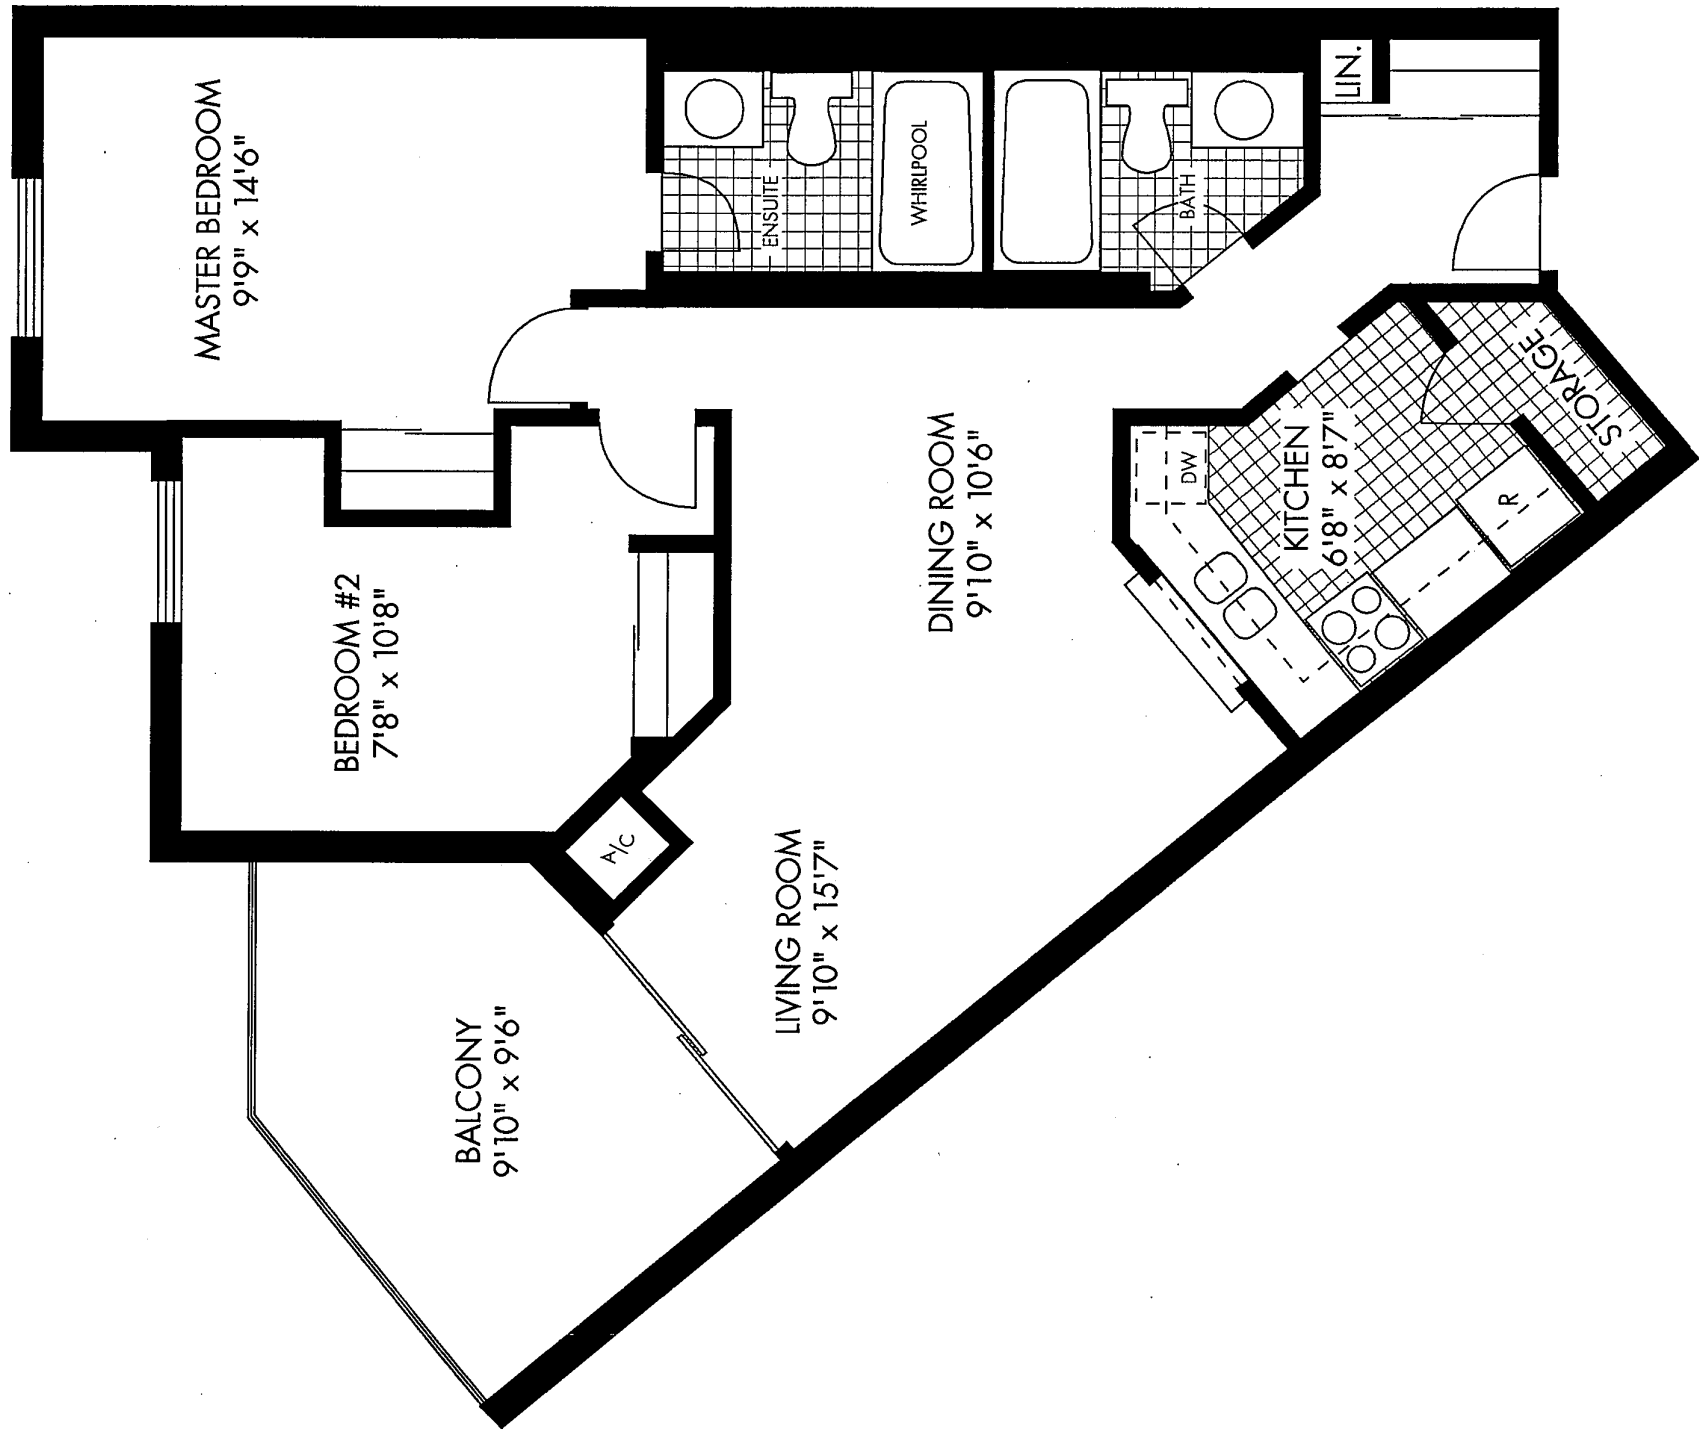 MASTER BEDROOM
9'9" x 14'6"
ENSUITE
WHIRLPOOL
BATH
LIN.
BEDROOM #2
7'8" x 10'8"
DINING ROOM
9'10" x 10'6"
DW
KITCHEN
6'8" x 8'7"
R
STORAGE
A/C
LIVING ROOM
9'10" x 15'7"
BALCONY
9'10" x 9'6"